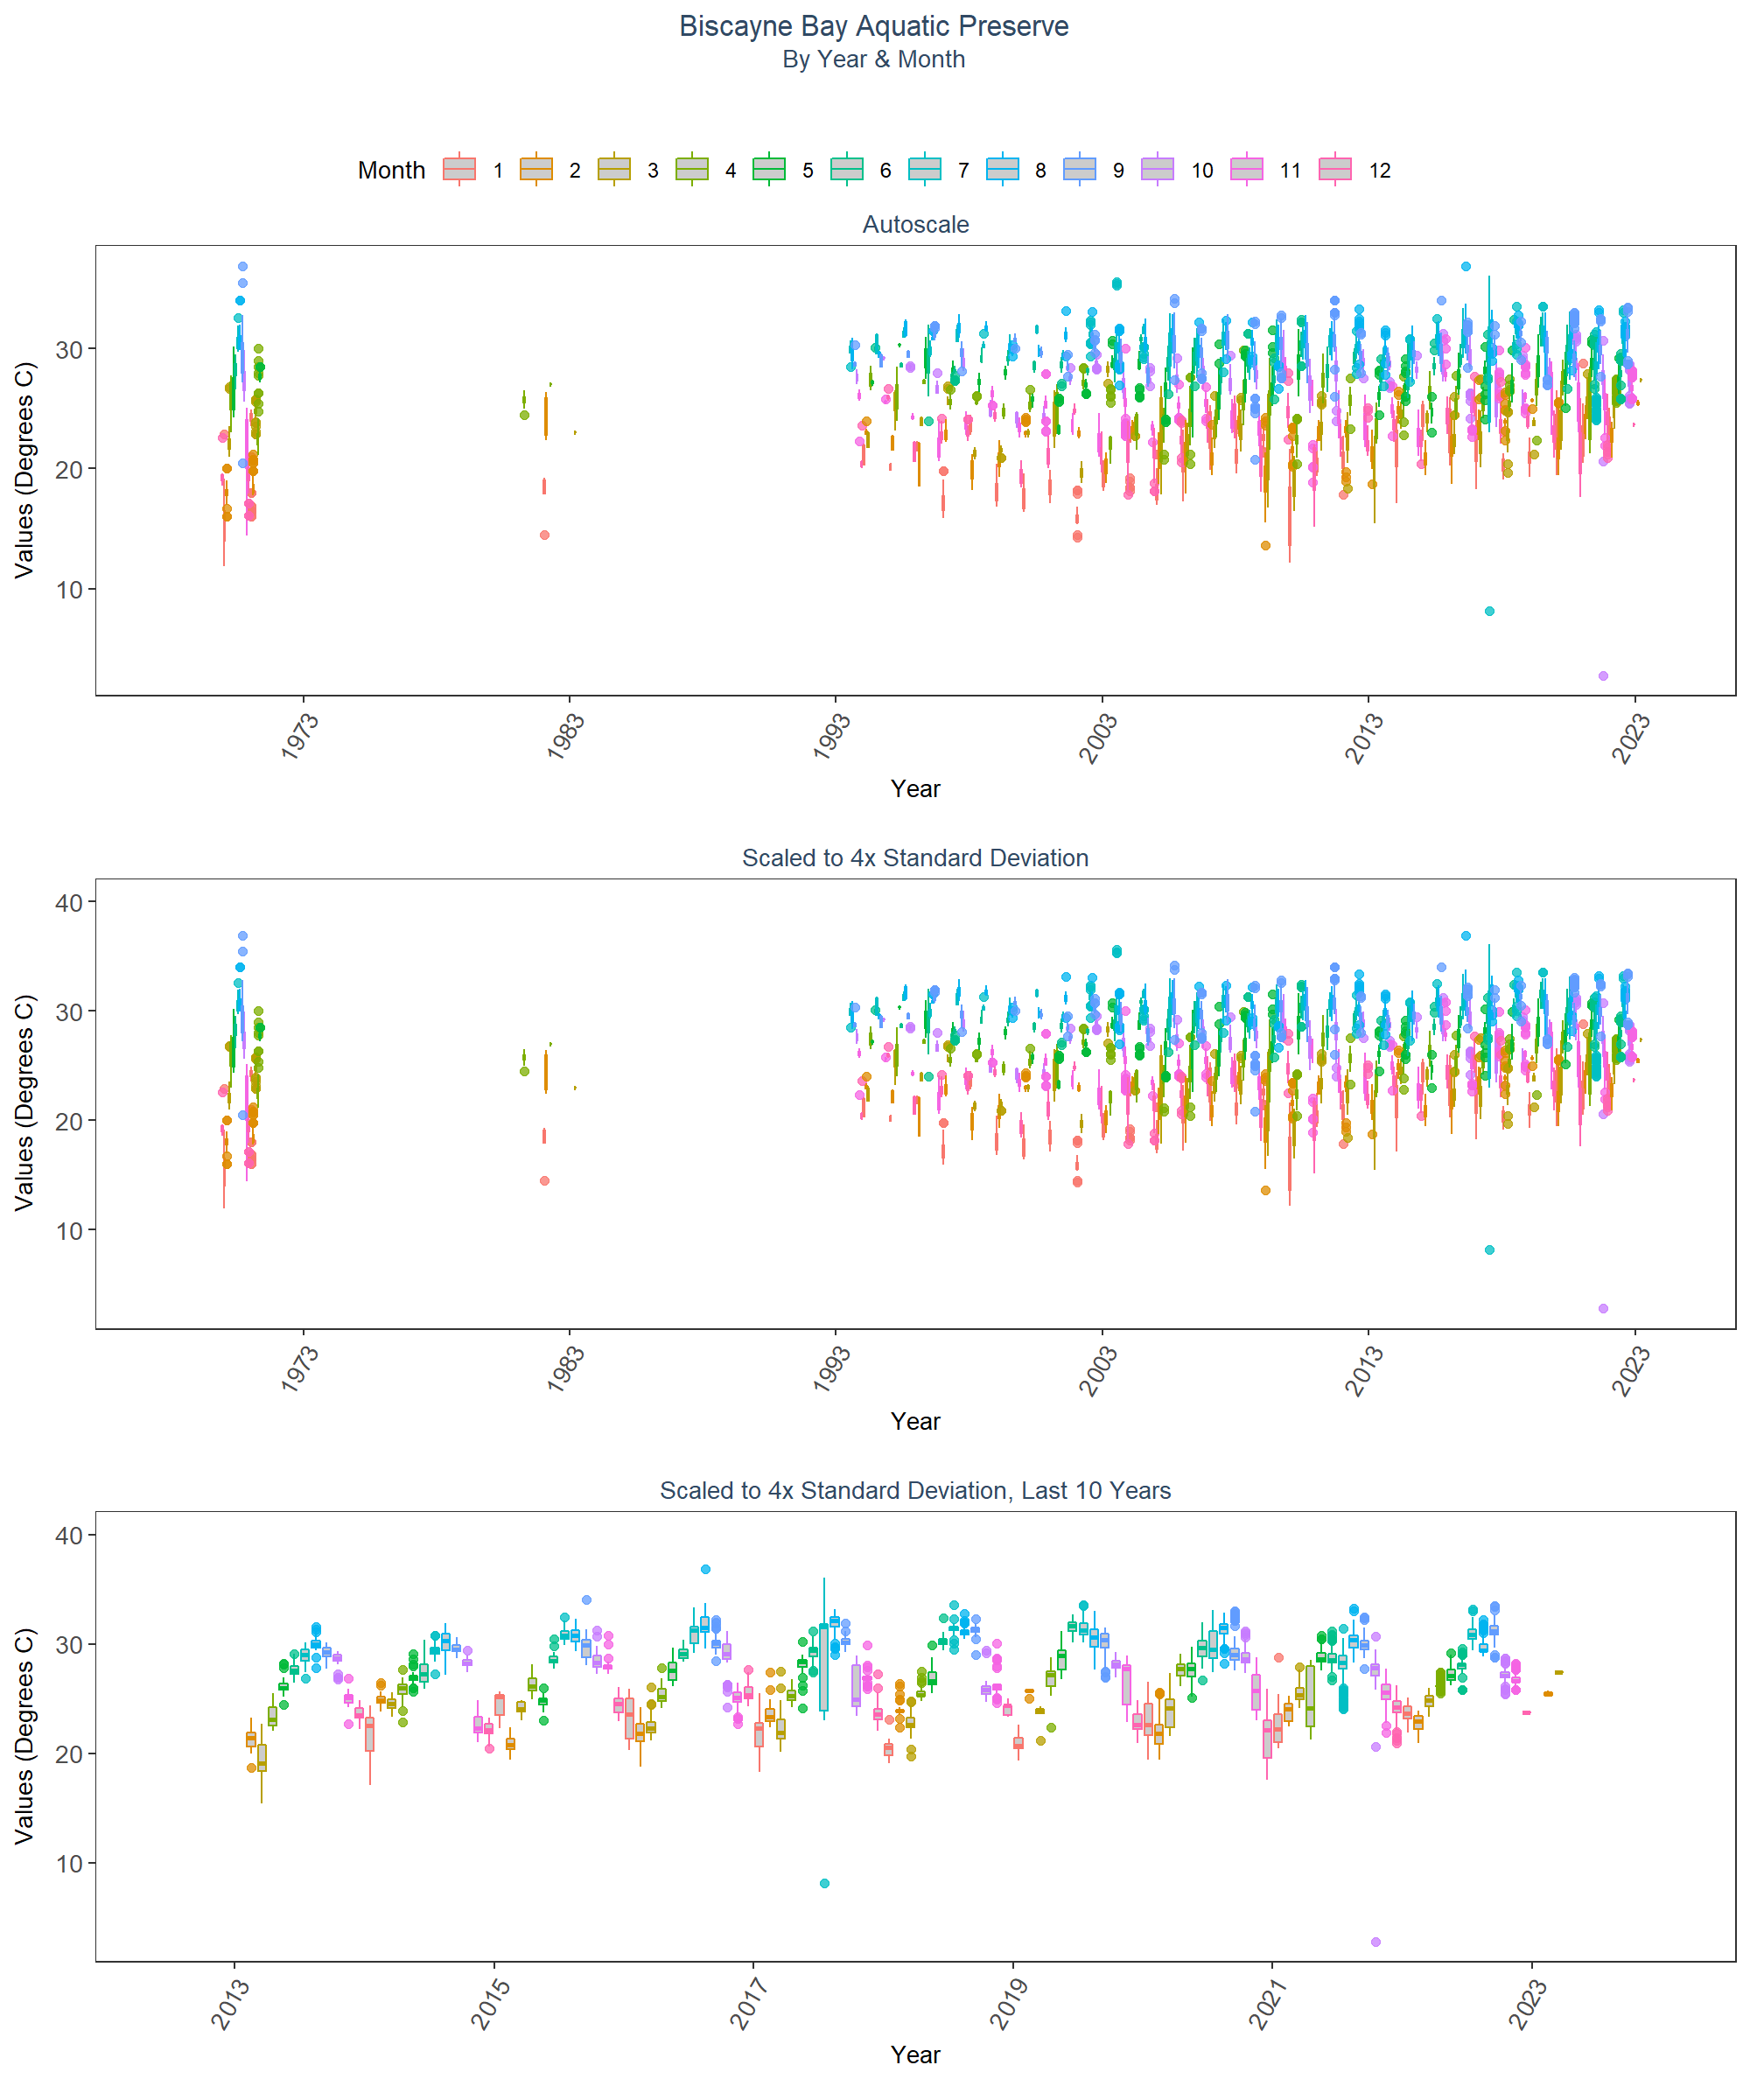 Biscayne Bay Aquatic Preserve
By Year & Month
Month 1 2 3 4 5 6 7 8 9 10 11 12
Autoscale
Values (Degrees C)
30
20
10
1973 1983 1993 2003 2013 2023
Year
Scaled to 4x Standard Deviation
Values (Degrees C)
40
30
20
10
1973 1983 1993 2003 2013 2023
Year
Scaled to 4x Standard Deviation, Last 10 Years
Values (Degrees C)
40
30
20
10
2013 2015 2017 2019 2021 2023
Year